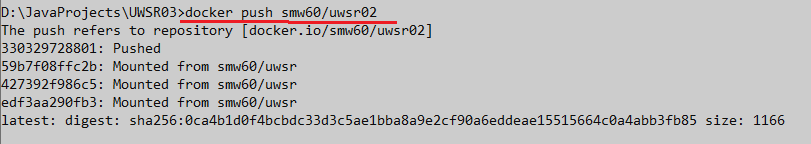 D:\JavaProjects\UWSR03>docker push smw60/uwsr02
The push refers to repository [docker.io/smw60/uwsr02]
330329728801: Pushed
59b7f08ffc2b: Mounted from smw60/uwsr
427392f986c5: Mounted from smw60/uwsr
edf3aa290fb3: Mounted from smw60/uwsr
latest: digest: sha256:0ca4b1d0f4bcbdc33d3c5ae1bba8a9e2cf90a6eddeae15515664c0a4abb3fb85 size: 1166